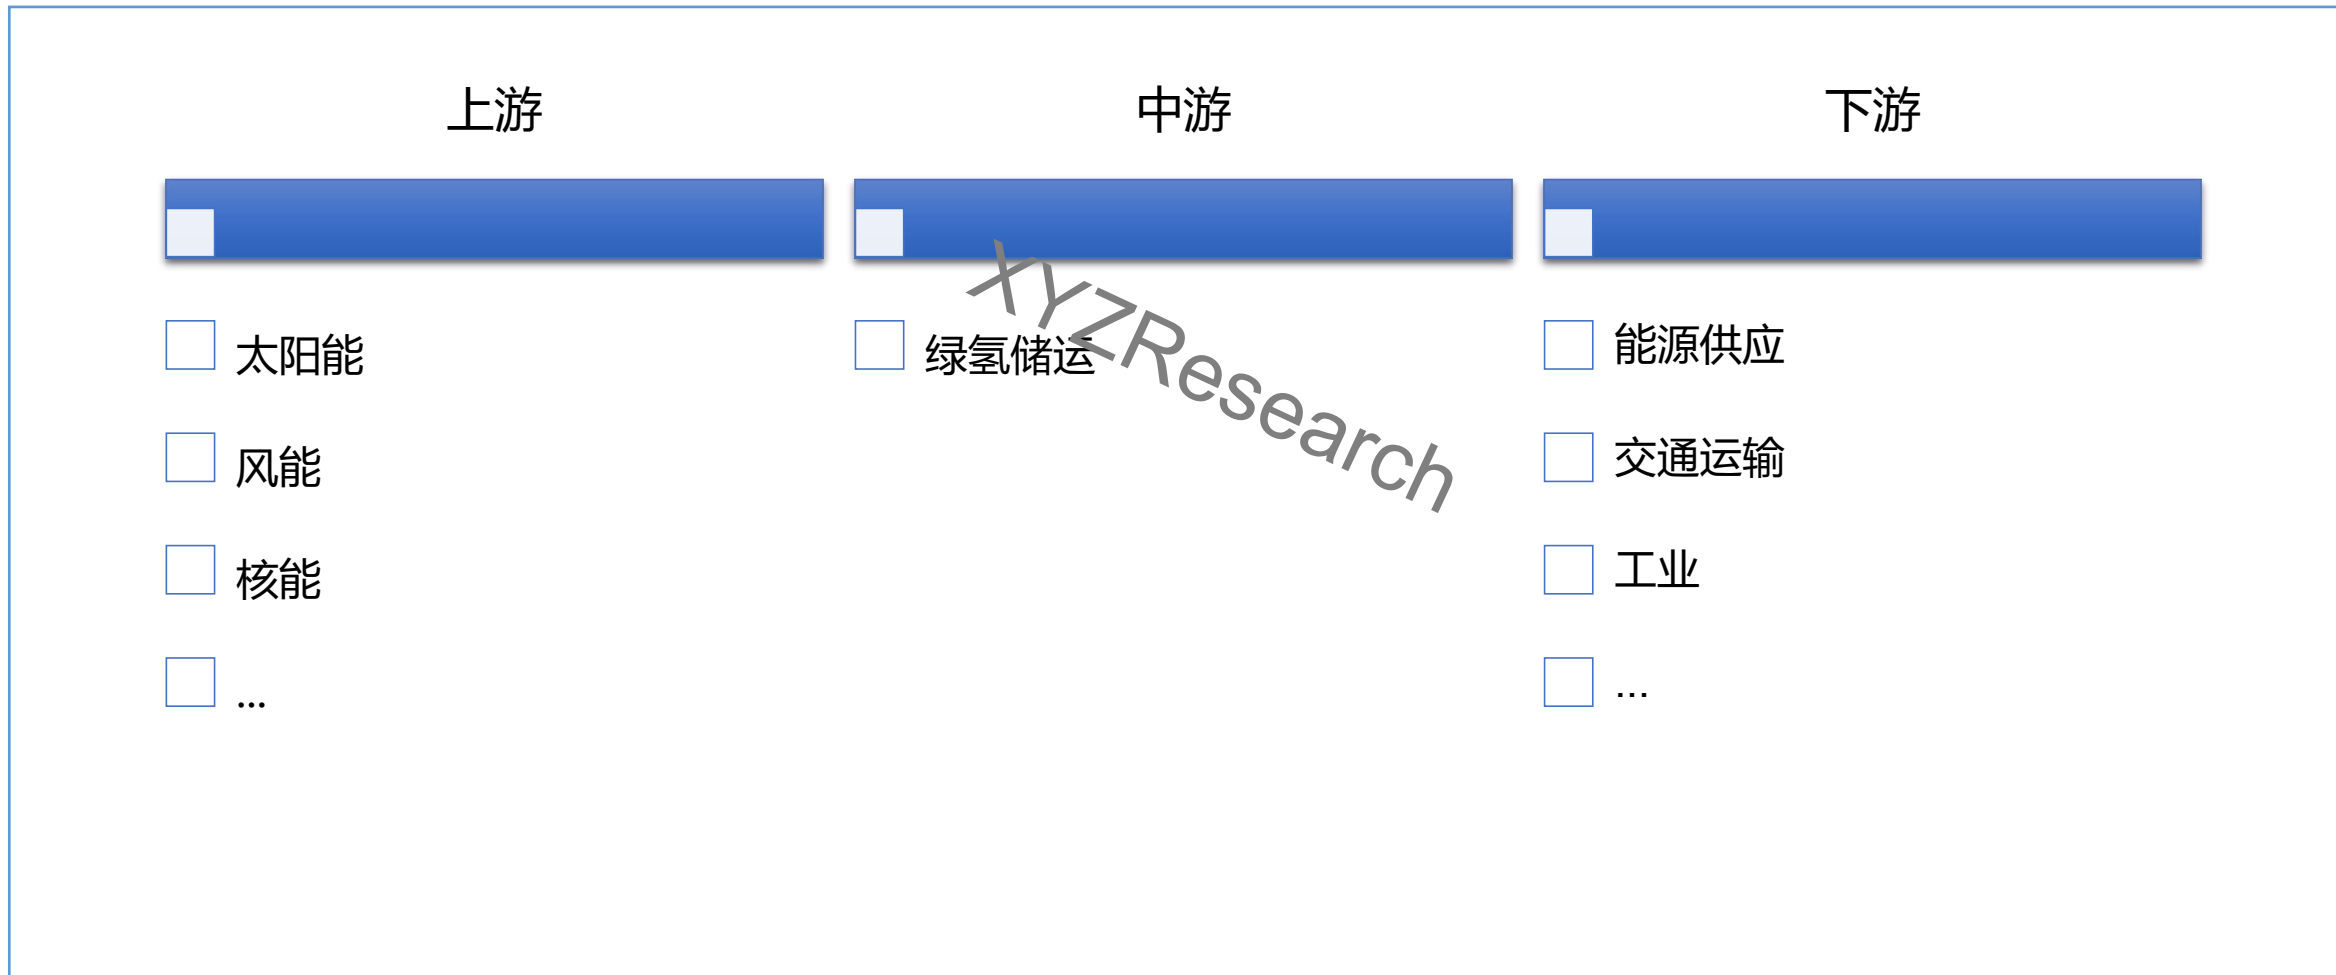 上游
太阳能
风能
核能
...
中游
绿氢储运
下游
能源供应
交通运输
工业
...
XYZResearch